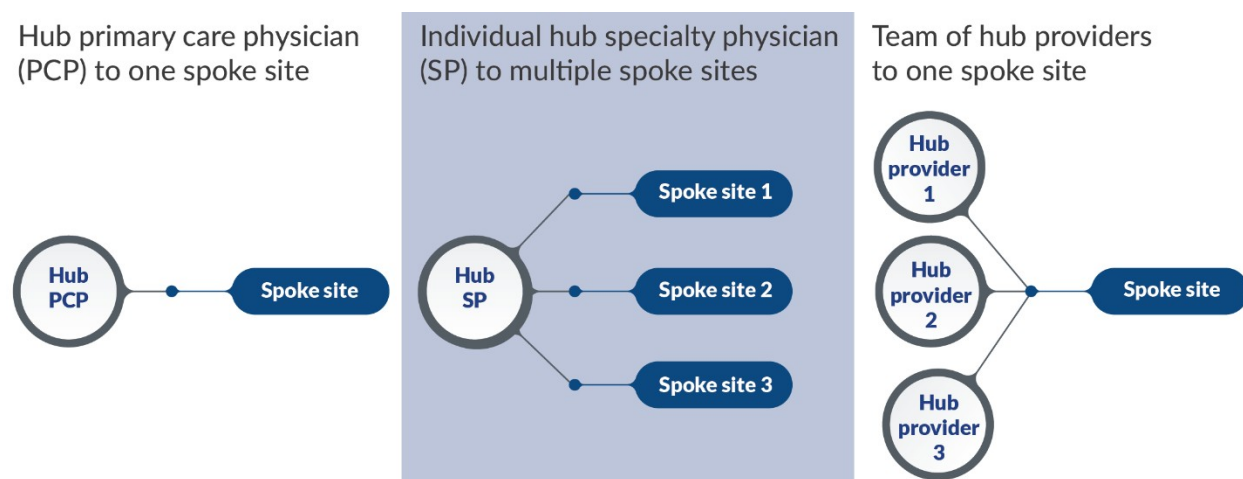 Hub primary care physician
(PCP) to one spoke site
Hub
PCP
Spoke site
Individual hub specialty physician
(SP) to multiple spoke sites
Hub
SP
Spoke site 1
Spoke site 2
Spoke site 3
Team of hub providers
to one spoke site
Hub
provider
1
Hub
provider
2
Hub
provider
3
Spoke site